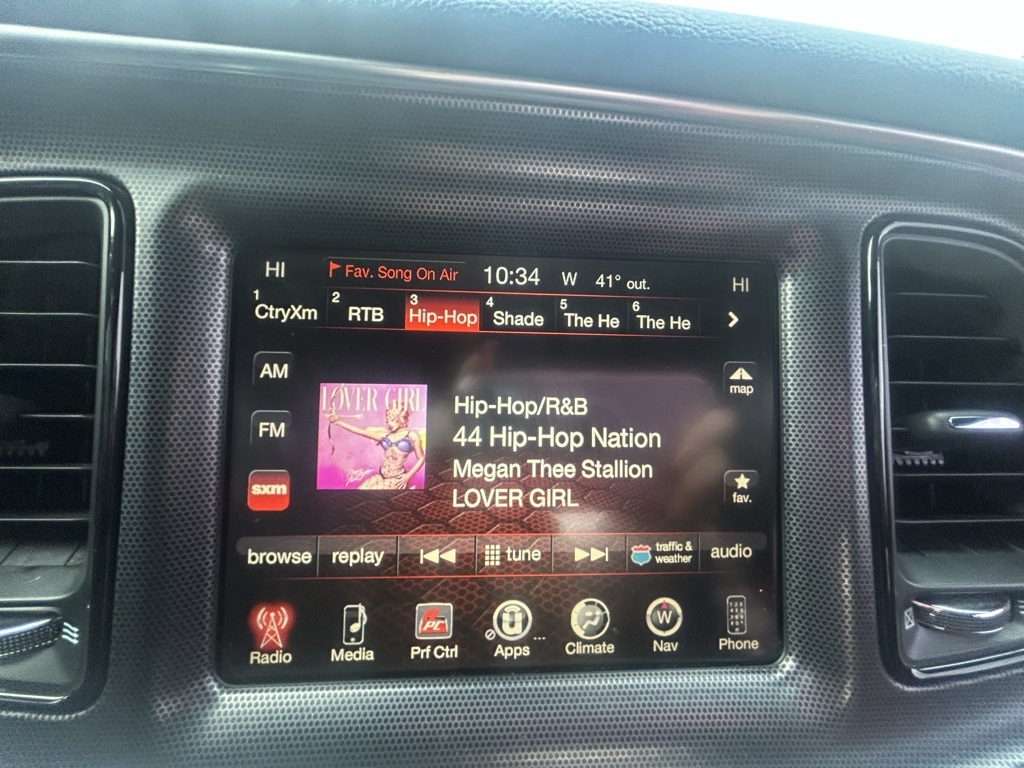 HI Fav. Song On Air 10:34 W 41° out. HI
1 CtryXm 2 RTB 3 Hip-Hop 4 Shade 5 The He 6 The He
AM
map
LOVER GIRL
Hip-Hop/R&B
FM
44 Hip-Hop Nation
Megan Thee Stallion
sxm
fav.
LOVER GIRL
browse replay tune traffic & weather audio
PC
W
Radio Media Prf Ctrl Apps ... Climate Nav Phone